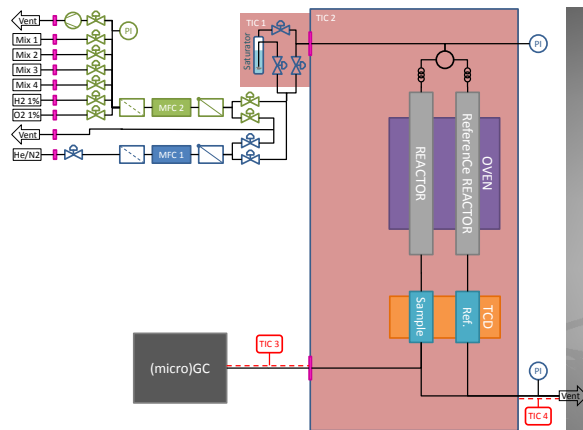 Vent
Mix 1
Mix 2
Mix 3
Mix 4
H2 1%
O2 1%
Vent
He/N2
PI
MFC 2
MFC 1
TIC 1
Saturator
TIC 2
PI
REACTOR
ReferenCe REACTOR
OVEN
Sample
Ref.
TCD
(micro)GC
TIC 3
PI
Vent
TIC 4